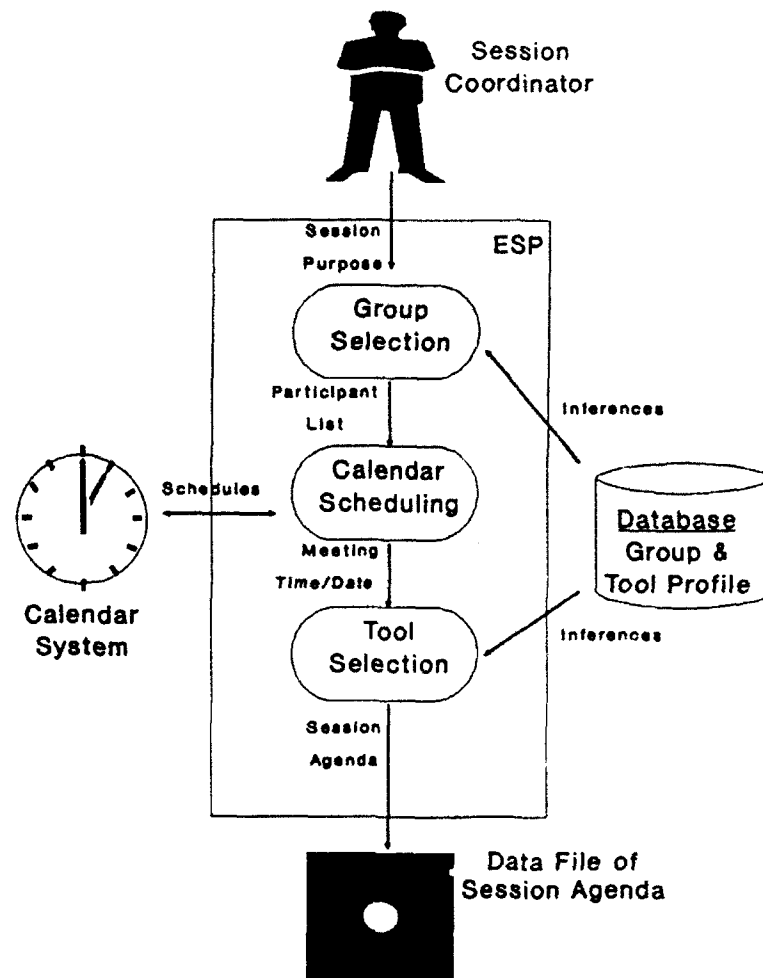 Session
Coordinator
Session
ESP
Purpose
Group
Selection
Participant
List
Inferences
Calendar
Scheduling
Schedules
Database
Group &
Tool Profile
Meeting
Time/Date
Calendar
System
Tool
Selection
Inferences
Session
Agenda
Data File of
Session Agenda